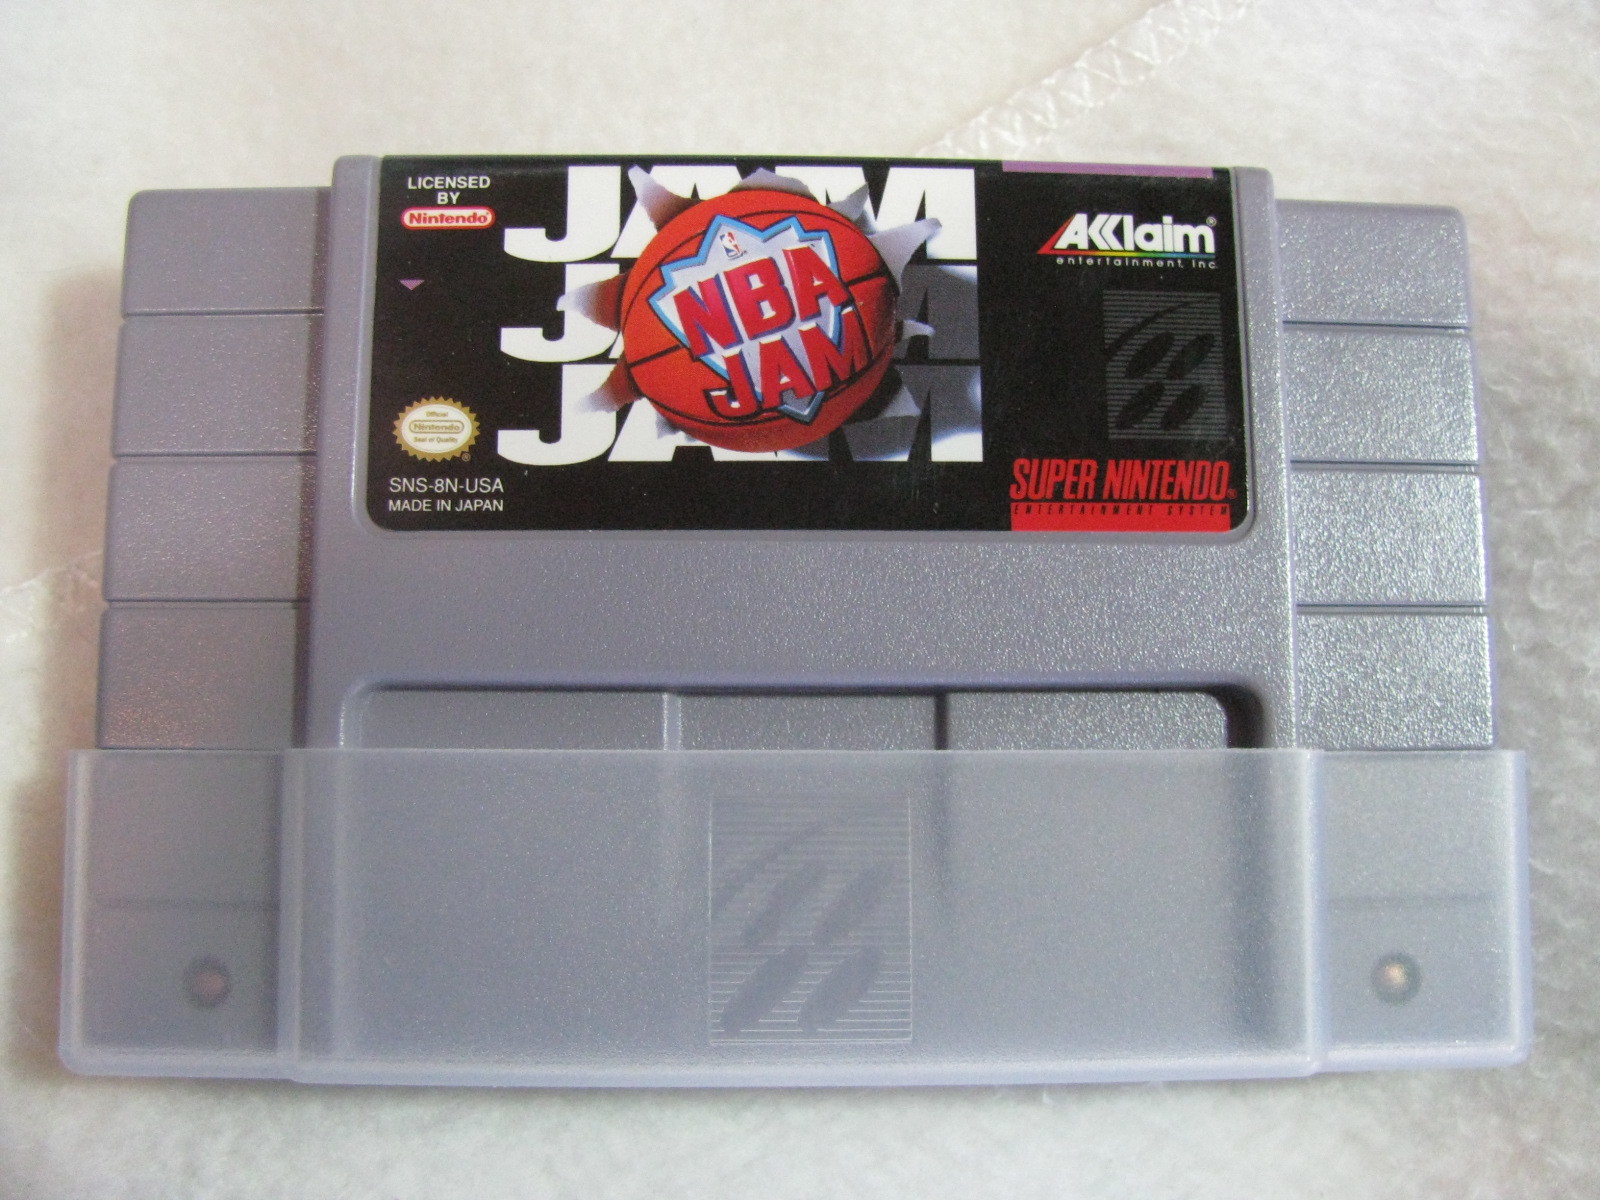 LICENSED
BY
Nintendo®
JAM
JAM
JAM
NBA
JAM
AKKlaim®
entertainment, inc.
Official
Nintendo
Seal of Quality
®
SNS-8N-USA
MADE IN JAPAN
SUPER NINTENDO®
ENTERTAINMENT SYSTEM